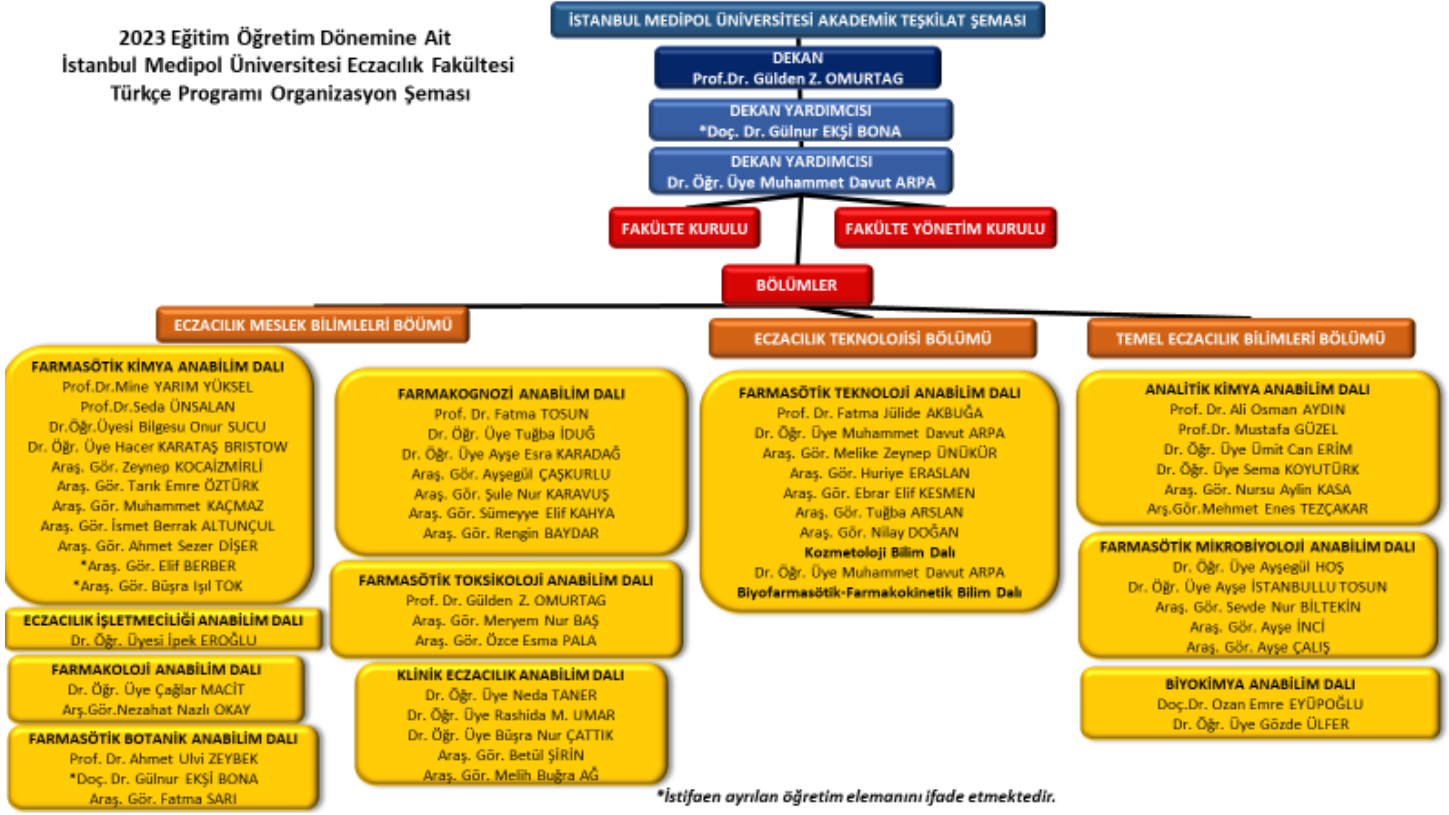 2023 Eğitim Öğretim Dönemine Ait
İstanbul Medipol Üniversitesi Eczacılık Fakültesi
Türkçe Programı Organizasyon Şeması
İSTANBUL MEDİPOL ÜNİVERSİTESİ AKADEMİK TEŞKİLAT ŞEMASI
DEKAN
Prof.Dr. Gülden Z. OMURTAG
DEKAN YARDIMCISI
*Doç. Dr. Gülnur EKŞİ BONA
DEKAN YARDIMCISI
Dr. Öğr. Üye Muhammet Davut ARPA
FAKÜLTE KURULU
FAKÜLTE YÖNETİM KURULU
BÖLÜMLER
ECZACILIK MESLEK BİLİMLELRİ BÖÜMÜ
FARMASÖTİK KİMYA ANABİLİM DALI
Prof.Dr.Mine YARIM YÜKSEL
Prof.Dr.Seda ÜNSALAN
Dr.Öğr.Üyesi Bilgesu Onur SUCU
Dr. Öğr. Üye Hacer KARATAŞ BRISTOW
Araş. Gör. Zeynep KOCAİZMİRLİ
Araş. Gör. Tarık Emre ÖZTÜRK
Araş. Gör. Muhammet KAÇMAZ
Araş. Gör. İsmet Berrak ALTUNÇUL
Araş. Gör. Ahmet Sezer DİŞER
*Araş. Gör. Elif BERBER
*Araş. Gör. Büşra Işıl TOK
ECZACILIK İŞLETMECİLİĞİ ANABİLİM DALI
Dr. Öğr. Üyesi İpek EROĞLU
FARMAKOLOJİ ANABİLİM DALI
Dr. Öğr. Üye Çağlar MACİT
Arş.Gör.Nezahat Nazlı OKAY
FARMASÖTİK BOTANİK ANABİLİM DALI
Prof. Dr. Ahmet Ulvi ZEYBEK
*Doç. Dr. Gülnur EKŞİ BONA
Araş. Gör. Fatma SARI
FARMAKOGNOZİ ANABİLİM DALI
Prof. Dr. Fatma TOSUN
Dr. Öğr. Üye Tuğba İDUĞ
Dr. Öğr. Üye Ayşe Esra KARADAĞ
Araş. Gör. Ayşegül ÇAŞKURLU
Araş. Gör. Şule Nur KARAVUŞ
Araş. Gör. Sümeyye Elif KAHYA
Araş. Gör. Rengin BAYDAR
FARMASÖTİK TOKSİKOLOJİ ANABİLİM DALI
Prof. Dr. Gülden Z. OMURTAG
Araş. Gör. Meryem Nur BAŞ
Araş. Gör. Özce Esma PALA
KLİNİK ECZACILIK ANABİLİM DALI
Dr. Öğr. Üye Neda TANER
Dr. Öğr. Üye Rashida M. UMAR
Dr. Öğr. Üye Büşra Nur ÇATTIK
Araş. Gör. Betül ŞİRİN
Araş. Gör. Melih Buğra AĞ
ECZACILIK TEKNOLOJİSİ BÖLÜMÜ
FARMASÖTİK TEKNOLOJİ ANABİLİM DALI
Prof. Dr. Fatma Jülide AKBUĞA
Dr. Öğr. Üye Muhammet Davut ARPA
Araş. Gör. Melike Zeynep ÜNÜKÜR
Araş. Gör. Huriye ERASLAN
Araş. Gör. Ebrar Elif KESMEN
Araş. Gör. Tuğba ARSLAN
Araş. Gör. Nilay DOĞAN
Kozmetoloji Bilim Dalı
Dr. Öğr. Üye Muhammet Davut ARPA
Biyofarmasötik-Farmakokinetik Bilim Dalı
TEMEL ECZACILIK BİLİMLERİ BÖLÜMÜ
ANALİTİK KİMYA ANABİLİM DALI
Prof. Dr. Ali Osman AYDIN
Prof.Dr. Mustafa GÜZEL
Dr. Öğr. Üye Ümit Can ERİM
Dr. Öğr. Üye Sema KOYUTÜRK
Araş. Gör. Nursu Aylin KASA
Arş.Gör.Mehmet Enes TEZÇAKAR
FARMASÖTİK MİKROBİYOLOJİ ANABİLİM DALI
Dr. Öğr. Üye Ayşegül HOŞ
Dr. Öğr. Üye Ayşe İSTANBULLU TOSUN
Araş. Gör. Sevde Nur BİLTEKİN
Araş. Gör. Ayşe İNCİ
Araş. Gör. Ayşe ÇALIŞ
BİYOKİMYA ANABİLİM DALI
Doç.Dr. Ozan Emre EYÜPOĞLU
Dr. Öğr. Üye Gözde ÜLFER
*İstifaen ayrılan öğretim elemanını ifade etmektedir.